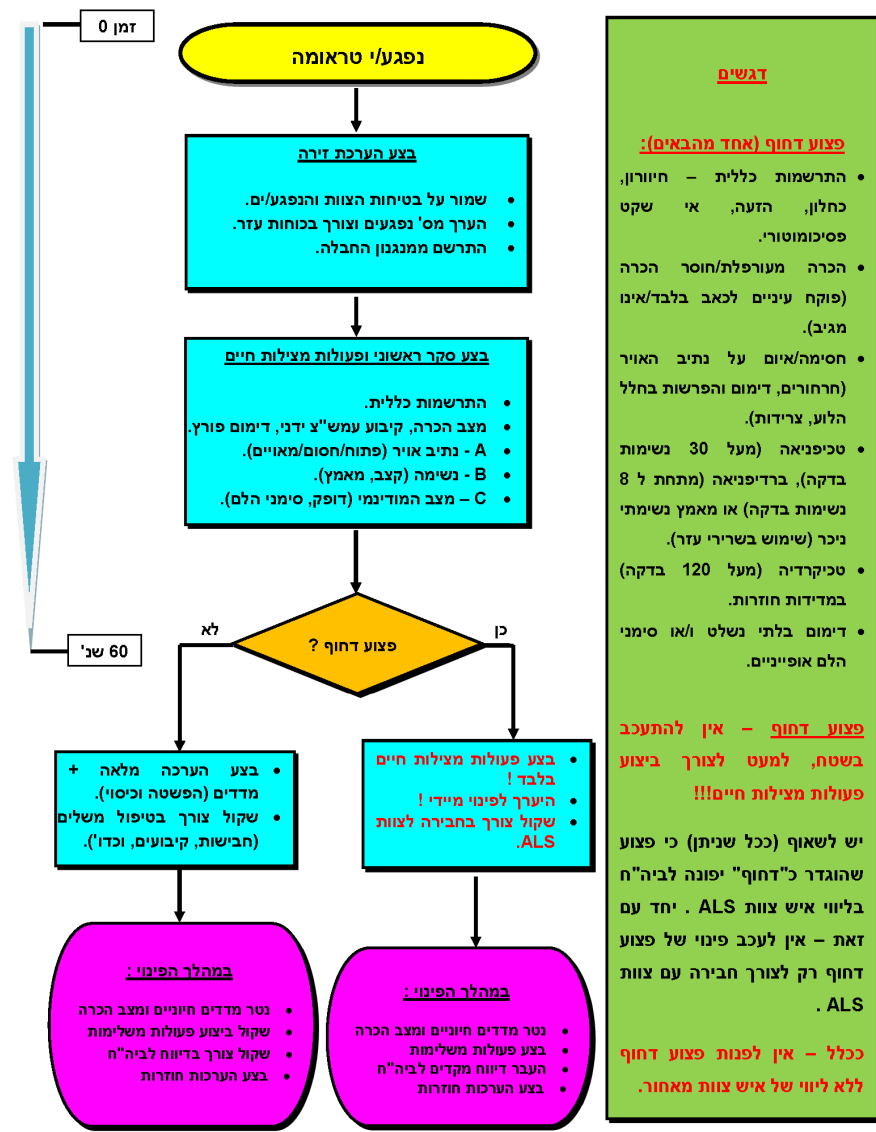 זמן 0
נפגע/י טראומה
בצע הערכת זירה
• שמור על בטיחות הצוות והנפגע/ים.
• הערך מס' נפגעים וצורך בכוחות עזר.
• התרשם ממנגנון החבלה.
בצע סקר ראשוני ופעולות מצילות חיים
• התרשמות כללית.
• מצב הכרה, קיבוע עמש"צ ידני, דימום פורץ.
• A - נתיב אויר (פתוח/חסום/מאויים).
• B - נשימה (קצב, מאמץ).
• C – מצב המודינמי (דופק, סימני הלם).
60 שנ'
פצוע דחוף ?
כן
לא
• בצע פעולות מצילות חיים
בלבד !
• היערך לפינוי מיידי !
• שקול צורך בחבירה לצוות
ALS.
• בצע הערכה מלאה +
מדדים (הפשטה וכיסוי).
• שקול צורך בטיפול משלים
(חבישות, קיבועים, וכדו').
במהלך הפינוי :
• נטר מדדים חיוניים ומצב הכרה
• בצע פעולות משלימות
• העבר דיווח מקדים לביה"ח
• בצע הערכות חוזרות
במהלך הפינוי :
• נטר מדדים חיוניים ומצב הכרה
• שקול ביצוע פעולות משלימות
• שקול צורך בדיווח לביה"ח
• בצע הערכות חוזרות
דגשים
פצוע דחוף (אחד מהבאים):
• התרשמות כללית – חיוורון,
כחלון, הזעה, אי שקט
פסיכומוטורי.
• הכרה מעורפלת/חוסר הכרה
(פוקח עיניים לכאב בלבד/אינו
מגיב).
• חסימה/איום על נתיב האויר
(חרחורים, דימום והפרשות בחלל
הלוע, צרידות).
• טכיפניאה (מעל 30 נשימות
בדקה), ברדיפניאה (מתחת ל 8
נשימות בדקה) או מאמץ נשימתי
ניכר (שימוש בשרירי עזר).
• טכיקרדיה (מעל 120 בדקה)
במדידות חוזרות.
• דימום בלתי נשלט ו/או סימני
הלם אופייניים.
פצוע דחוף – אין להתעכב
בשטח, למעט לצורך ביצוע
פעולות מצילות חיים!!!
יש לשאוף (ככל שניתן) כי פצוע
שהוגדר כ"דחוף" יפונה לביה"ח
בליווי איש צוות ALS . יחד עם
זאת – אין לעכב פינוי של פצוע
דחוף רק לצורך חבירה עם צוות
ALS .
ככלל – אין לפנות פצוע דחוף
ללא ליווי של איש צוות מאחור.